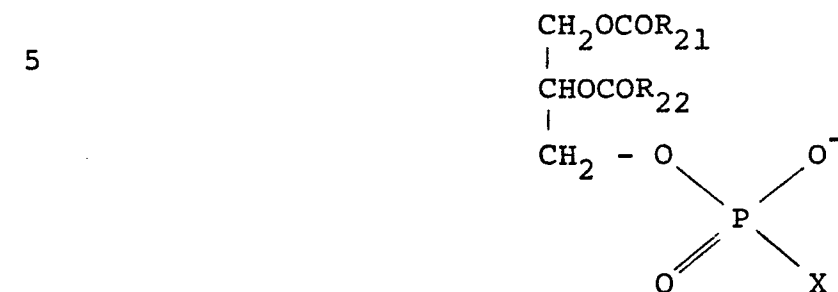 CH₂OCOR₂₁
5
CHOCOR₂₂
CH₂ - O O⁻
P
O X